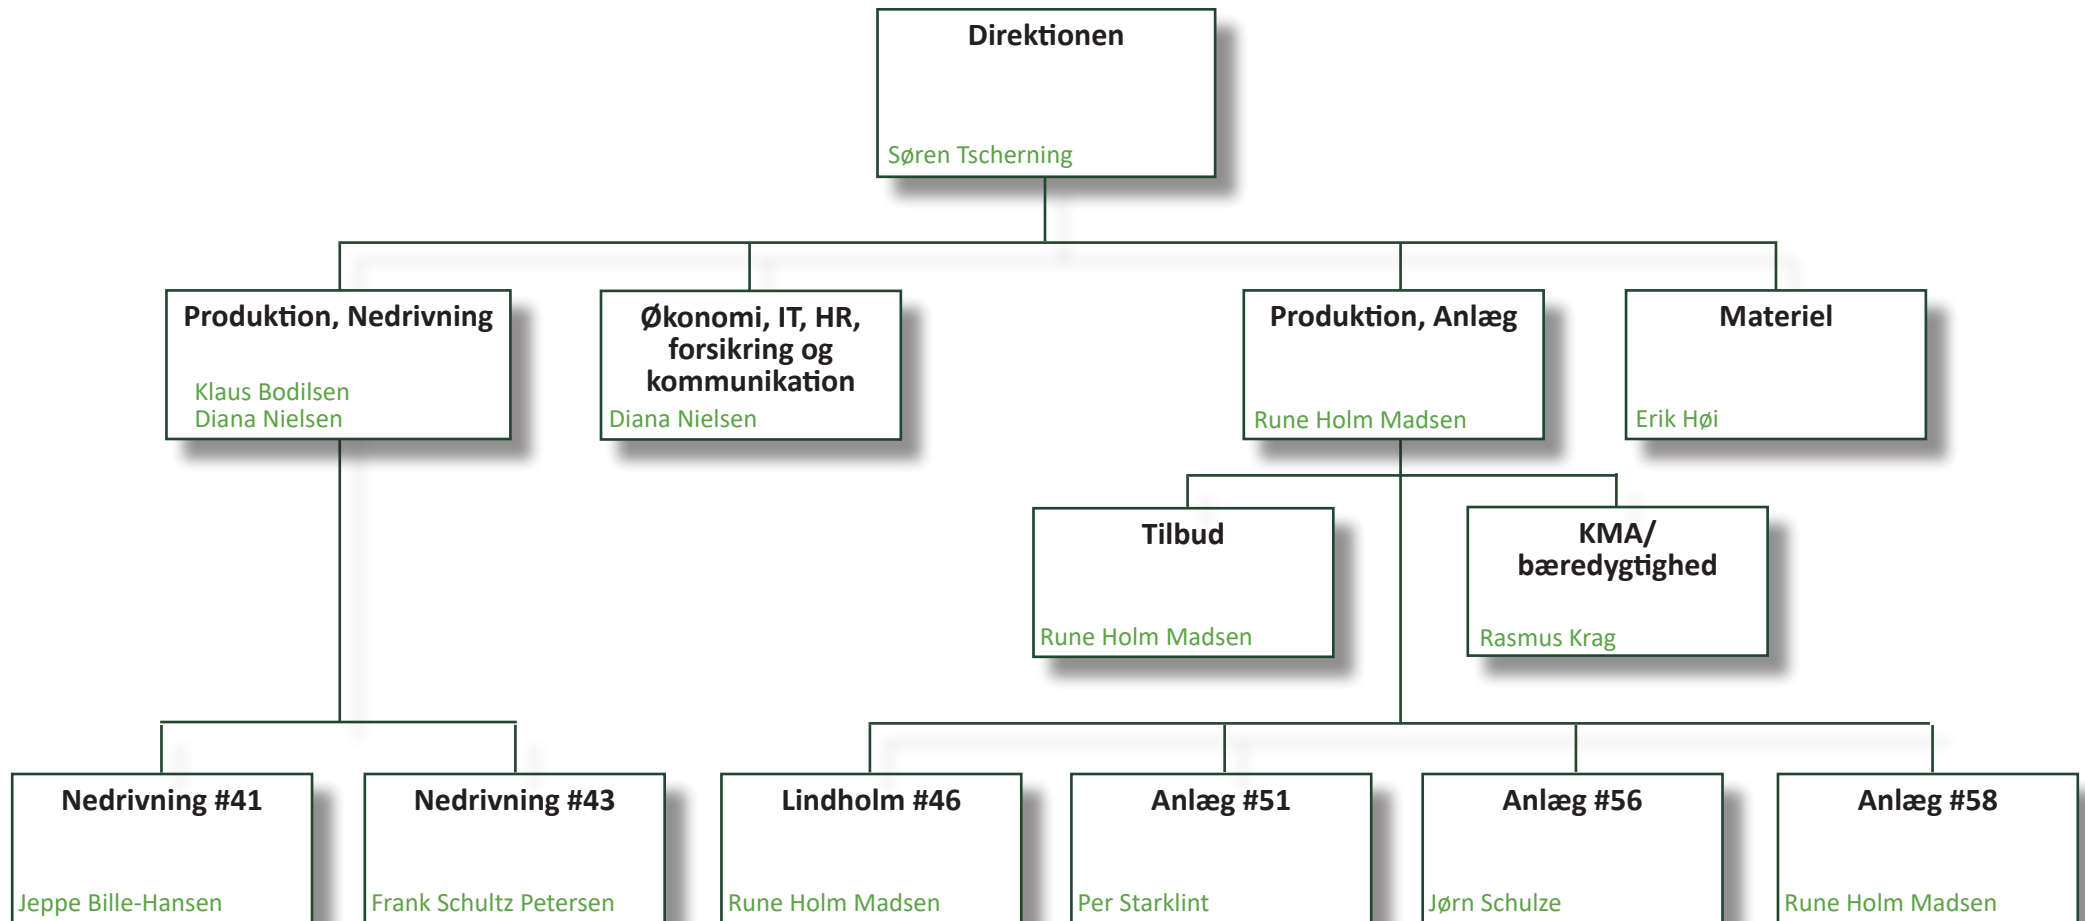 Direktionen
Søren Tscherning
Produktion, Nedrivning
Klaus Bodilsen
Diana Nielsen
Økonomi, IT, HR,
forsikring og
kommunikation
Diana Nielsen
Produktion, Anlæg
Rune Holm Madsen
Materiel
Erik Høi
Tilbud
Rune Holm Madsen
KMA/
bæredygtighed
Rasmus Krag
Nedrivning #41
Jeppe Bille-Hansen
Nedrivning #43
Frank Schultz Petersen
Lindholm #46
Rune Holm Madsen
Anlæg #51
Per Starklint
Anlæg #56
Jørn Schulze
Anlæg #58
Rune Holm Madsen